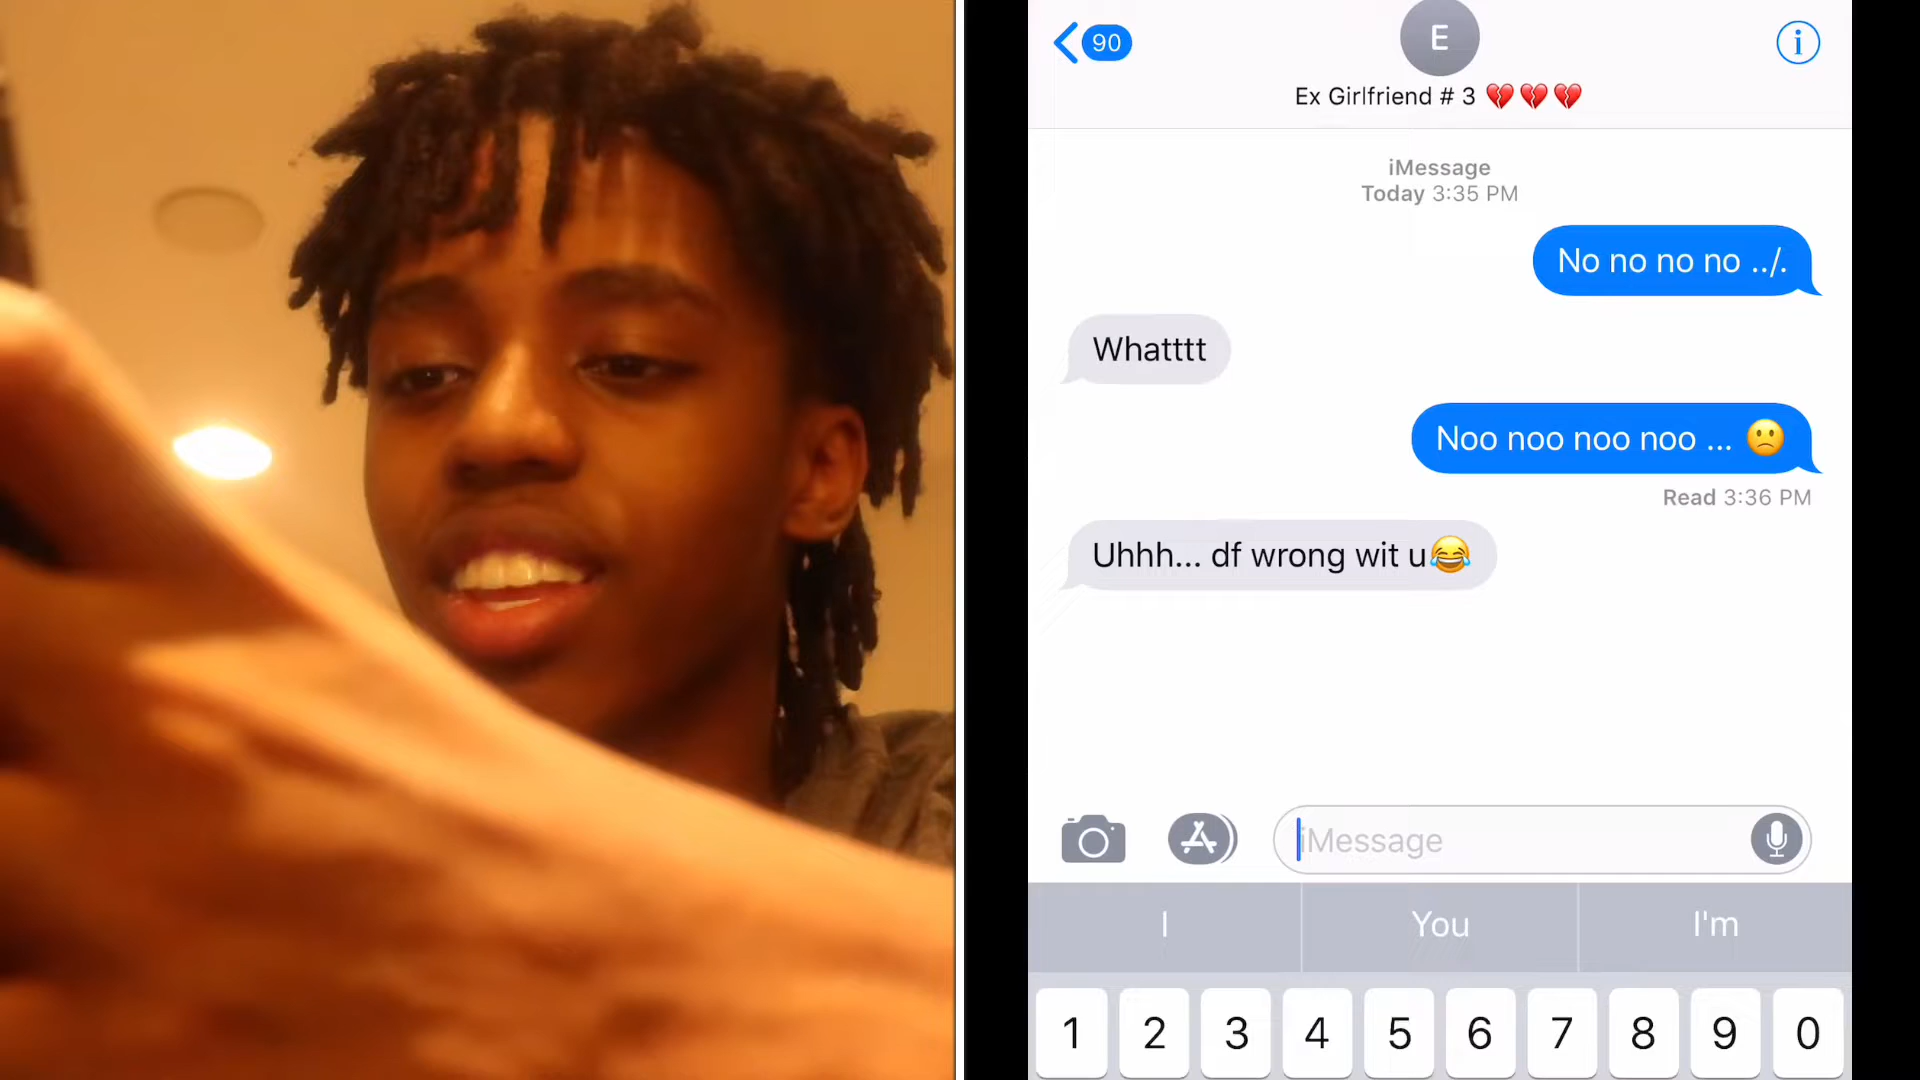 90
E
Ex Girlfriend # 3 💔💔💔
iMessage
Today 3:35 PM
No no no no ../.
Whatttt
Noo noo noo noo ... 🙁
Read 3:36 PM
Uhhh... df wrong wit u😂
iMessage
I You I'm
1 2 3 4 5 6 7 8 9 0